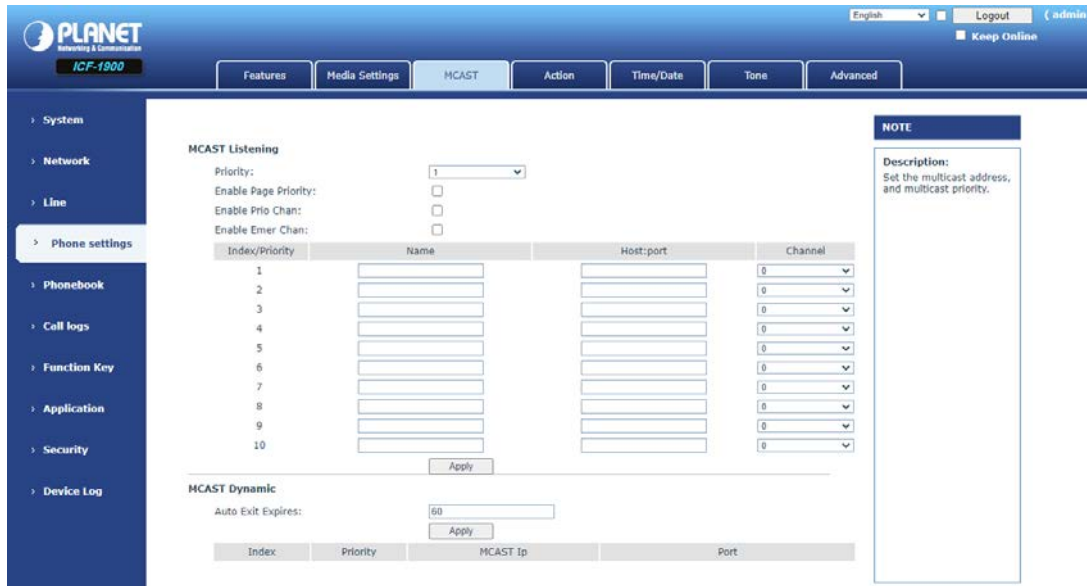 English Logout ( admin
Keep Online
PLANET
Networking & Communication
ICF-1900
Features Media Settings MCAST Action Time/Date Tone Advanced
› System
› Network
› Line
› Phone settings
› Phonebook
› Call logs
› Function Key
› Application
› Security
› Device Log
MCAST Listening
Priority: 1
Enable Page Priority:
Enable Prio Chan:
Enable Emer Chan:
Index/Priority Name Host:port Channel
1 0
2 0
3 0
4 0
5 0
6 0
7 0
8 0
9 0
10 0
Apply
MCAST Dynamic
Auto Exit Expires: 60
Apply
Index Priority MCAST Ip Port
NOTE
Description:
Set the multicast address,
and multicast priority.